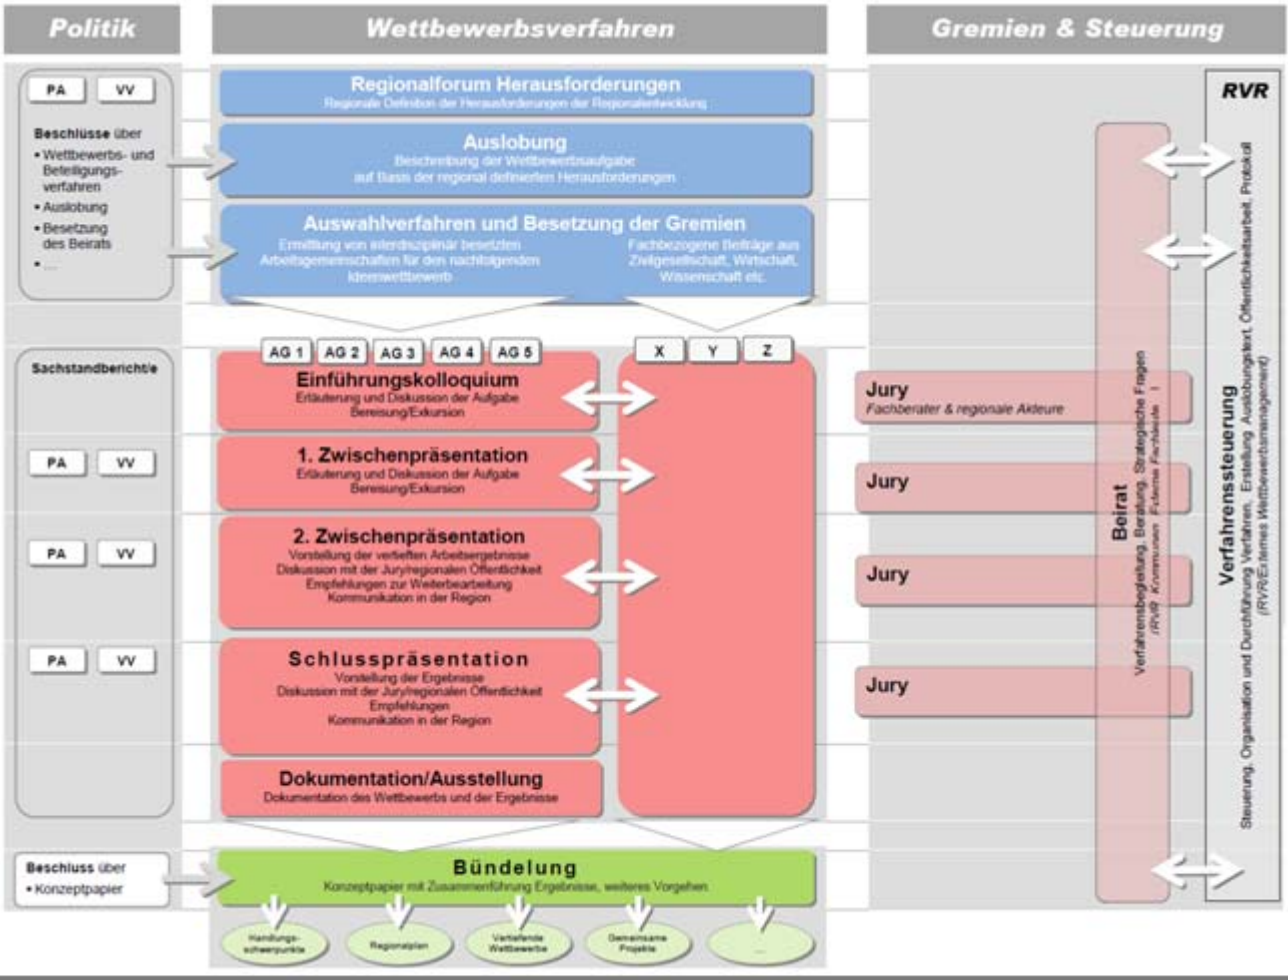 Politik
Wettbewerbsverfahren
Gremien & Steuerung
PA VV
Beschlüsse über
• Wettbewerbs- und
Beteiligungs-
verfahren
• Auslobung
• Besetzung
des Beirats
• ...
Regionalforum Herausforderungen
Regionale Definition der Herausforderungen der Regionalentwicklung
Auslobung
Beschreibung der Wettbewerbsaufgabe
auf Basis der regional definierten Herausforderungen
Auswahlverfahren und Besetzung der Gremien
Ermittlung von interdisziplinär besetzten
Arbeitsgemeinschaften für den nachfolgenden
Ideenwettbewerb
Fachbezogene Beiträge aus
Zivilgesellschaft, Wirtschaft,
Wissenschaft etc.
Sachstandbericht/e
PA VV
PA VV
PA VV
AG 1 AG 2 AG 3 AG 4 AG 5
X Y Z
Einführungskolloquium
Erläuterung und Diskussion der Aufgabe
Bereisung/Exkursion
1. Zwischenpräsentation
Erläuterung und Diskussion der Aufgabe
Bereisung/Exkursion
2. Zwischenpräsentation
Vorstellung der vertieften Arbeitsergebnisse
Diskussion mit der Jury/regionalen Öffentlichkeit
Empfehlungen zur Weiterbearbeitung
Kommunikation in der Region
Schlusspräsentation
Vorstellung der Ergebnisse
Diskussion mit der Jury/regionalen Öffentlichkeit
Empfehlungen
Kommunikation in der Region
Dokumentation/Ausstellung
Dokumentation des Wettbewerbs und der Ergebnisse
Beschluss über
• Konzeptpapier
Bündelung
Konzeptpapier mit Zusammenführung Ergebnisse, weiteres Vorgehen
Handlungs-
schwerpunkte
Regionalplan
Vertiefende
Wettbewerbe
Gemeinsame
Projekte
...
Jury
Fachberater & regionale Akteure
Jury
Jury
Jury
Beirat
Verfahrensbegleitung, Beratung, Strategische Fragen
(RVR Kommunen Externe Fachleute )
RVR
Verfahrenssteuerung
(RVR/Externes Wettbewerbsmanagement)
Steuerung, Organisation und Durchführung Verfahren, Erstellung Auslobungstext, Öffentlichkeitsarbeit, Protokoll